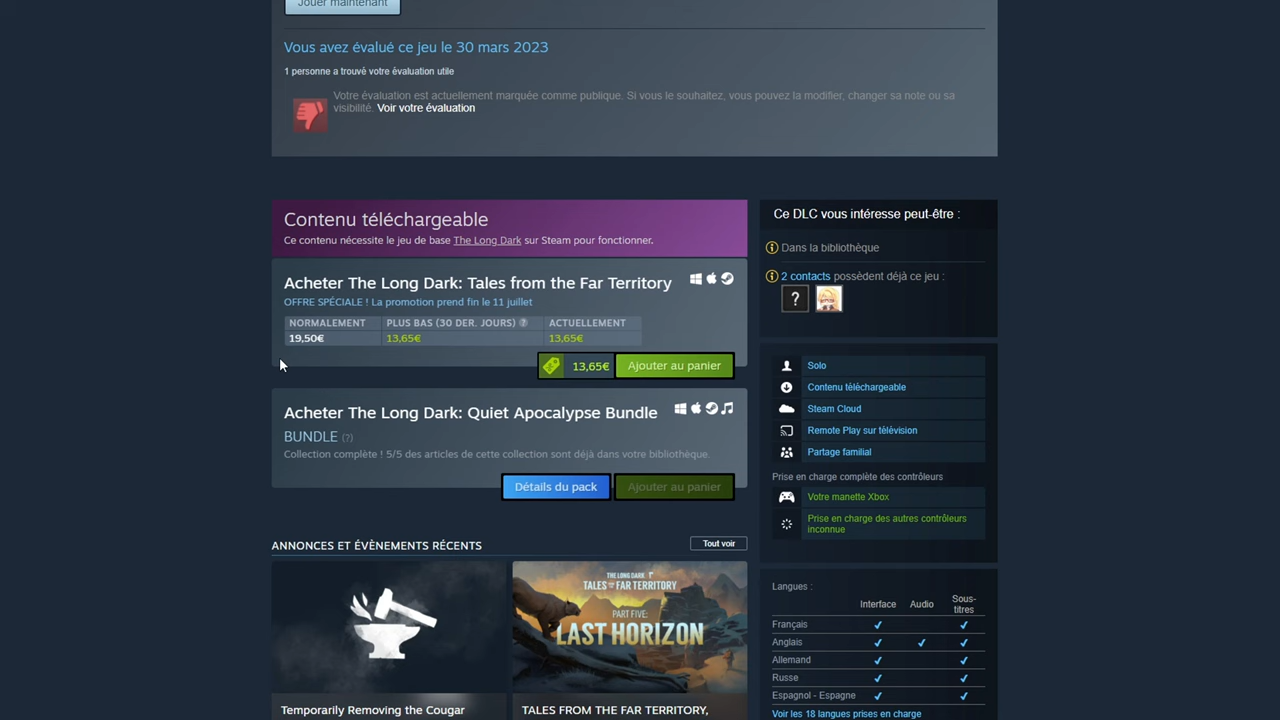 Jouer maintenant
Vous avez évalué ce jeu le 30 mars 2023
1 personne a trouvé votre évaluation utile
Votre évaluation est actuellement marquée comme publique. Si vous le souhaitez, vous pouvez la modifier, changer sa note ou sa
visibilité. Voir votre évaluation
Contenu téléchargeable
Ce contenu nécessite le jeu de base The Long Dark sur Steam pour fonctionner.
Acheter The Long Dark: Tales from the Far Territory
OFFRE SPÉCIALE ! La promotion prend fin le 11 juillet
NORMALEMENT PLUS BAS (30 DER. JOURS) ? ACTUELLEMENT
19,50€ 13,65€ 13,65€
13,65€ Ajouter au panier
Acheter The Long Dark: Quiet Apocalypse Bundle
BUNDLE (?)
Collection complète ! 5/5 des articles de cette collection sont déjà dans votre bibliothèque.
Détails du pack Ajouter au panier
ANNONCES ET ÉVÈNEMENTS RÉCENTS Tout voir
THE LONG DARK
TALES FROM THE FAR TERRITORY
PART FIVE:
LAST HORIZON
Temporarily Removing the Cougar
TALES FROM THE FAR TERRITORY,
Ce DLC vous intéresse peut-être :
Dans la bibliothèque
2 contacts possèdent déjà ce jeu :
?
Solo
Contenu téléchargeable
Steam Cloud
Remote Play sur télévision
Partage familial
Prise en charge complète des contrôleurs
Votre manette Xbox
Prise en charge des autres contrôleurs
inconnue
Langues :
Interface Audio Sous-
titres
Français ✔ ✔
Anglais ✔ ✔ ✔
Allemand ✔ ✔
Russe ✔ ✔
Espagnol - Espagne ✔ ✔
Voir les 18 langues prises en charge